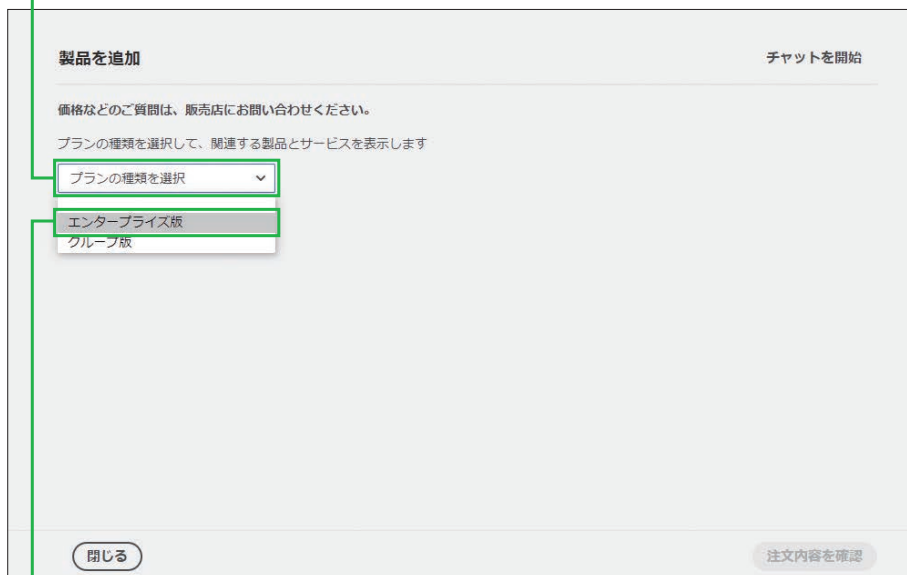 製品を追加
チャットを開始
価格などのご質問は、販売店にお問い合わせください。
プランの種類を選択して、関連する製品とサービスを表示します
プランの種類を選択
エンタープライズ版
グループ版
閉じる
注文内容を確認